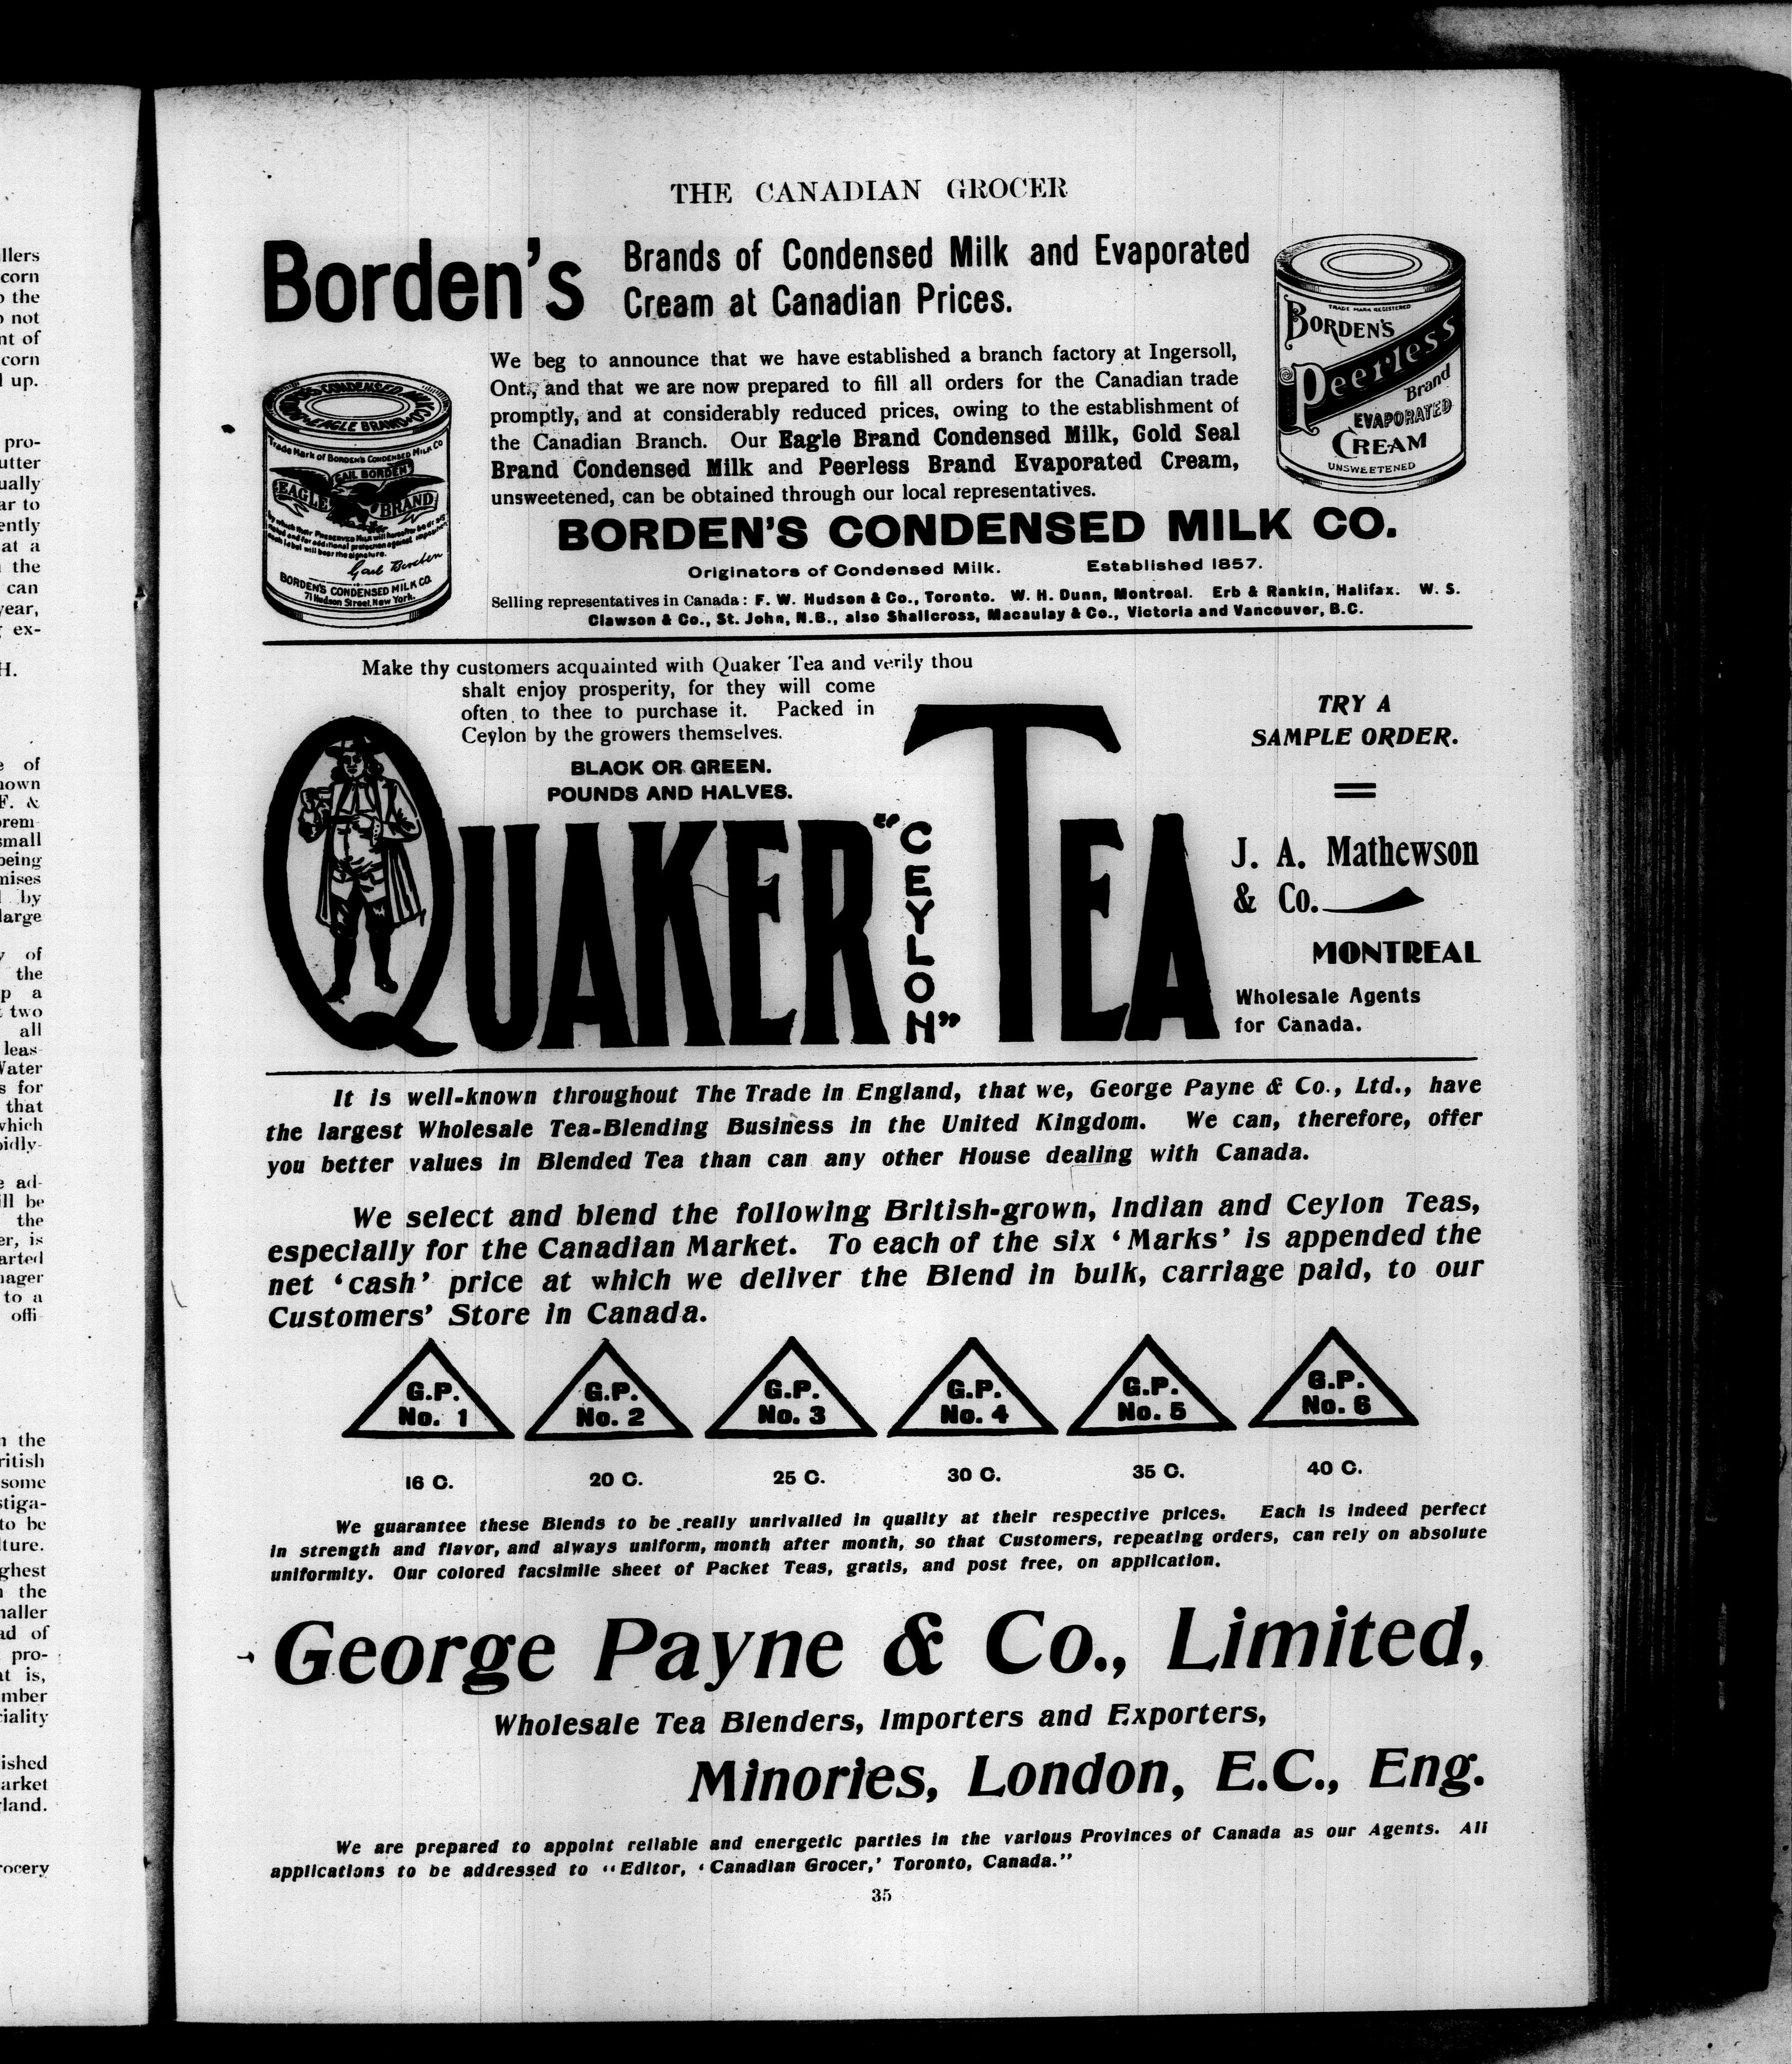 THE CANADIAN GROCER
Borden's
Brands of Condensed Milk and Evaporated
Cream at Canadian Prices.
We beg to announce that we have established a branch factory at Ingersoll,
Ont., and that we are now prepared to fill all orders for the Canadian trade
promptly, and at considerably reduced prices, owing to the establishment of
the Canadian Branch. Our Eagle Brand Condensed Milk, Gold Seal
Brand Condensed Milk and Peerless Brand Evaporated Cream,
unsweetened, can be obtained through our local representatives.
TRADE MARK REGISTERED
BORDEN'S
Peerless
Brand
EVAPORATED
CREAM
UNSWEETENED
EAGLE BRAND
Trade Mark of BORDEN'S CONDENSED MILK Co
GAIL BORDEN
EAGLE BRAND
Gail Borden
BORDEN'S CONDENSED MILK CO.
71 Hudson Street, New York.
BORDEN'S CONDENSED MILK CO.
Originators of Condensed Milk. Established 1857.
Selling representatives in Canada: F. W. Hudson & Co., Toronto. W. H. Dunn, Montreal. Erb & Rankin, Halifax. W. S.
Clawson & Co., St. John, N.B., also Shallcross, Macaulay & Co., Victoria and Vancouver, B.C.
Make thy customers acquainted with Quaker Tea and verily thou
shalt enjoy prosperity, for they will come
often to thee to purchase it. Packed in
Ceylon by the growers themselves.
BLACK OR GREEN.
POUNDS AND HALVES.
QUAKER "CEYLON" TEA
TRY A
SAMPLE ORDER.
J. A. Mathewson
& Co.
MONTREAL
Wholesale Agents
for Canada.
It is well-known throughout The Trade in England, that we, George Payne & Co., Ltd., have
the largest Wholesale Tea-Blending Business in the United Kingdom. We can, therefore, offer
you better values in Blended Tea than can any other House dealing with Canada.
We select and blend the following British-grown, Indian and Ceylon Teas,
especially for the Canadian Market. To each of the six 'Marks' is appended the
net 'cash' price at which we deliver the Blend in bulk, carriage paid, to our
Customers' Store in Canada.
G.P. G.P. G.P. G.P. G.P. G.P.
No. 1 No. 2 No. 3 No. 4 No. 5 No. 6
16 C. 20 C. 25 C. 30 C. 35 C. 40 C.
We guarantee these Blends to be really unrivalled in quality at their respective prices. Each is indeed perfect
in strength and flavor, and always uniform, month after month, so that Customers, repeating orders, can rely on absolute
uniformity. Our colored facsimile sheet of Packet Teas, gratis, and post free, on application.
George Payne & Co., Limited,
Wholesale Tea Blenders, Importers and Exporters,
Minories, London, E.C., Eng.
We are prepared to appoint reliable and energetic parties in the various Provinces of Canada as our Agents. All
applications to be addressed to "Editor, 'Canadian Grocer,' Toronto, Canada."
35